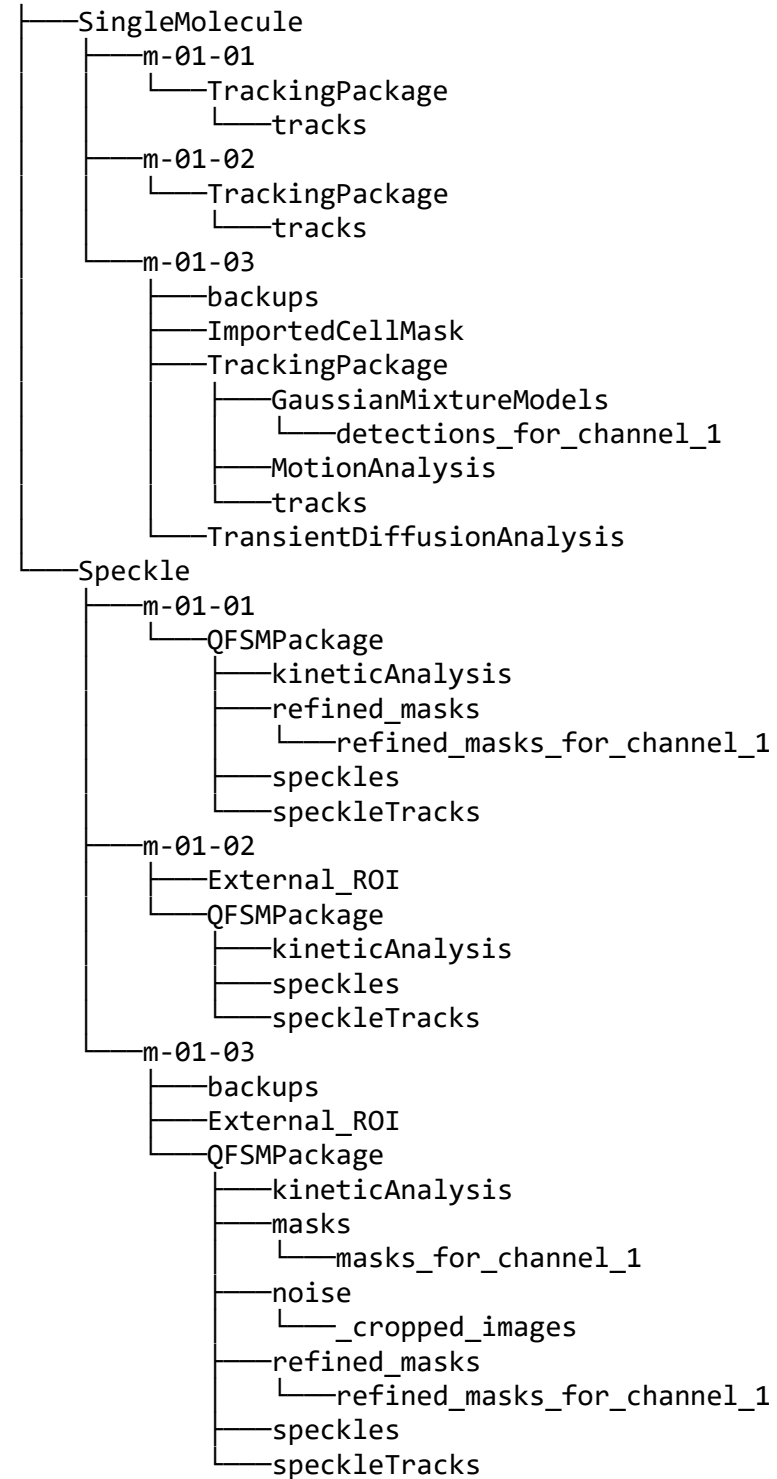 ├───SingleMolecule
│   ├───m-01-01
│   │   └───TrackingPackage
│   │       └───tracks
│   ├───m-01-02
│   │   └───TrackingPackage
│   │       └───tracks
│   └───m-01-03
│       ├───backups
│       ├───ImportedCellMask
│       ├───TrackingPackage
│       │   ├───GaussianMixtureModels
│       │   │   └───detections_for_channel_1
│       │   ├───MotionAnalysis
│       │   └───tracks
│       └───TransientDiffusionAnalysis
└───Speckle
    ├───m-01-01
    │   └───QFSMPackage
    │       ├───kineticAnalysis
    │       ├───refined_masks
    │       │   └───refined_masks_for_channel_1
    │       ├───speckles
    │       └───speckleTracks
    ├───m-01-02
    │   ├───External_ROI
    │   └───QFSMPackage
    │       ├───kineticAnalysis
    │       ├───speckles
    │       └───speckleTracks
    └───m-01-03
        ├───backups
        ├───External_ROI
        └───QFSMPackage
            ├───kineticAnalysis
            ├───masks
            │   └───masks_for_channel_1
            ├───noise
            │   └───_cropped_images
            ├───refined_masks
            │   └───refined_masks_for_channel_1
            ├───speckles
            └───speckleTracks